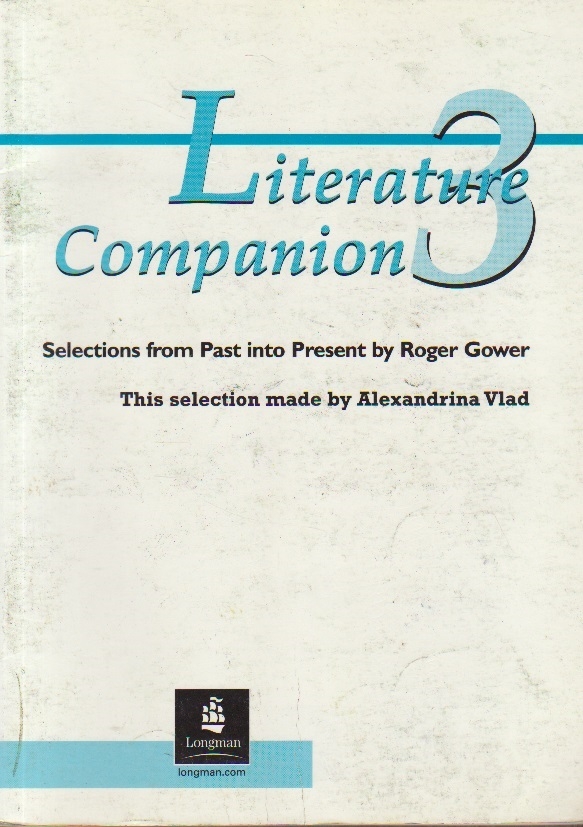 Literature
Companion 3
Selections from Past into Present by Roger Gower
This selection made by Alexandrina Vlad
Longman
longman.com